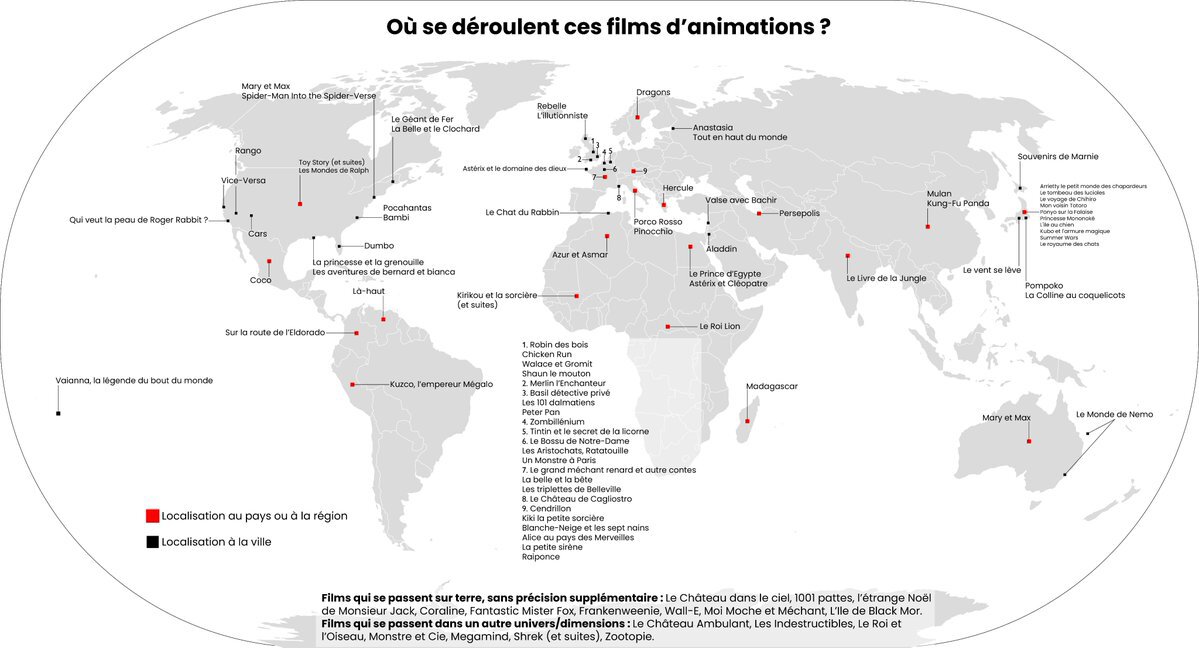 Où se déroulent ces films d’animations ?
Mary et Max
Spider-Man Into the Spider-Verse
Le Géant de Fer
La Belle et le Clochard
Rango
Toy Story (et suites)
Les Mondes de Ralph
Vice-Versa
Qui veut la peau de Roger Rabbit ?
Cars
Pocahantas
Bambi
Dumbo
La princesse et la grenouille
Les aventures de bernard et bianca
Coco
Là-haut
Sur la route de l’Eldorado
Kuzco, l’empereur Mégalo
Vaianna, la légende du bout du monde
Rebelle
L’illutionniste
Dragons
Anastasia
Tout en haut du monde
1
3
2
4
5
Astérix et le domaine des dieux
6
7
9
8
Hercule
Le Chat du Rabbin
Porco Rosso
Pinocchio
Valse avec Bachir
Persepolis
Aladdin
Azur et Asmar
Le Prince d’Egypte
Astérix et Cléopatre
Kirikou et la sorcière
(et suites)
Le Roi Lion
Mulan
Kung-Fu Panda
Le Livre de la Jungle
Souvenirs de Marnie
Arrietty le petit monde des chapardeurs
Le tombeau des lucioles
Le voyage de Chihiro
Mon voisin Totoro
Ponyo sur la Falaise
Princesse Mononoké
L'île au chien
Kubo et l'armure magique
Summer Wars
Le royaume des chats
Le vent se lève
Pompoko
La Colline au coquelicots
Madagascar
Mary et Max
Le Monde de Nemo
1. Robin des bois
Chicken Run
Walace et Gromit
Shaun le mouton
2. Merlin l’Enchanteur
3. Basil détective privé
Les 101 dalmatiens
Peter Pan
4. Zombillénium
5. Tintin et le secret de la licorne
6. Le Bossu de Notre-Dame
Les Aristochats, Ratatouille
Un Monstre à Paris
7. Le grand méchant renard et autre contes
La belle et la bête
Les triplettes de Belleville
8. Le Château de Cagliostro
9. Cendrillon
Kiki la petite sorcière
Blanche-Neige et les sept nains
Alice au pays des Merveilles
La petite sirène
Raiponce
Localisation au pays ou à la région
Localisation à la ville
Films qui se passent sur terre, sans précision supplémentaire : Le Château dans le ciel, 1001 pattes, l’étrange Noël
de Monsieur Jack, Coraline, Fantastic Mister Fox, Frankenweenie, Wall-E, Moi Moche et Méchant, L’Ile de Black Mor.
Films qui se passent dans un autre univers/dimensions : Le Château Ambulant, Les Indestructibles, Le Roi et
l’Oiseau, Monstre et Cie, Megamind, Shrek (et suites), Zootopie.